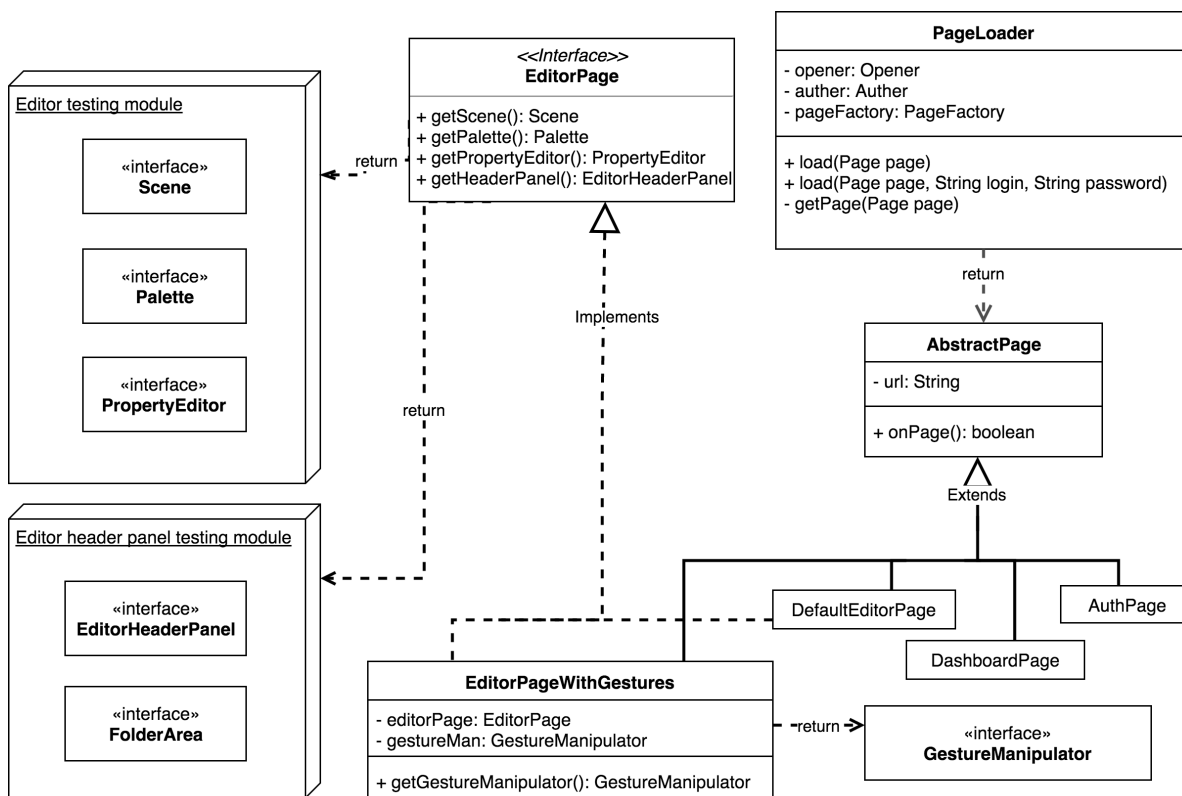 Editor testing module
«interface»
Scene
«interface»
Palette
«interface»
PropertyEditor
return
<<Interface>>
EditorPage
+ getScene(): Scene
+ getPalette(): Palette
+ getPropertyEditor(): PropertyEditor
+ getHeaderPanel(): EditorHeaderPanel
PageLoader
- opener: Opener
- auther: Auther
- pageFactory: PageFactory
+ load(Page page)
+ load(Page page, String login, String password)
- getPage(Page page)
return
Implements
return
AbstractPage
- url: String
+ onPage(): boolean
Extends
Editor header panel testing module
«interface»
EditorHeaderPanel
«interface»
FolderArea
DefaultEditorPage
AuthPage
DashboardPage
EditorPageWithGestures
- editorPage: EditorPage
- gestureMan: GestureManipulator
+ getGestureManipulator(): GestureManipulator
return
«interface»
GestureManipulator